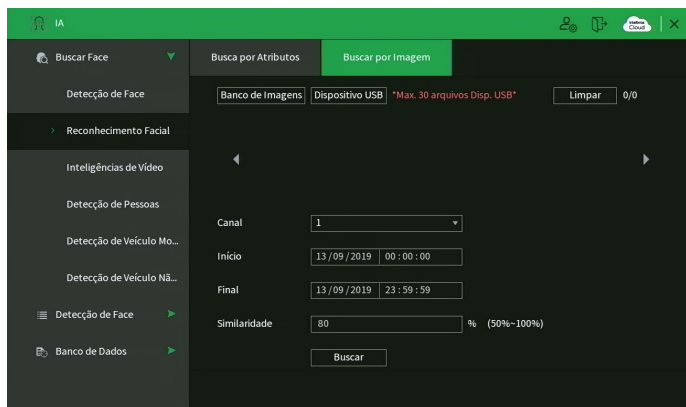 IA
Intelbras Cloud
Buscar Face
Busca por Atributos
Buscar por Imagem
Detecção de Face
Banco de Imagens
Dispositivo USB
*Max. 30 arquivos Disp. USB*
Limpar
0/0
Reconhecimento Facial
Inteligências de Vídeo
Detecção de Pessoas
Canal
1
Detecção de Veículo Mo...
Início
13/09/2019
00:00:00
Detecção de Veículo Nã...
Final
13/09/2019
23:59:59
Detecção de Face
Similaridade
80
% (50%~100%)
Banco de Dados
Buscar